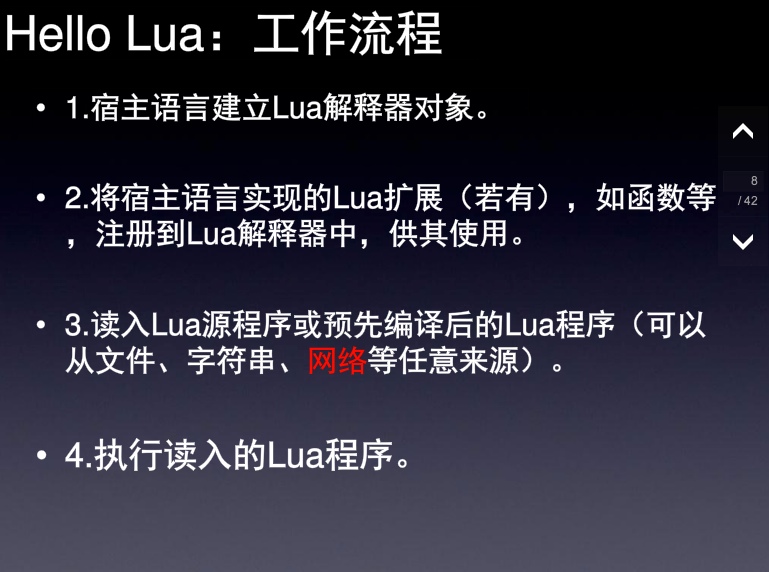 Hello Lua：工作流程
• 1.宿主语言建立Lua解释器对象。
• 2.将宿主语言实现的Lua扩展（若有），如函数等
，注册到Lua解释器中，供其使用。
• 3.读入Lua源程序或预先编译后的Lua程序（可以
从文件、字符串、网络等任意来源）。
• 4.执行读入的Lua程序。
8
/ 42